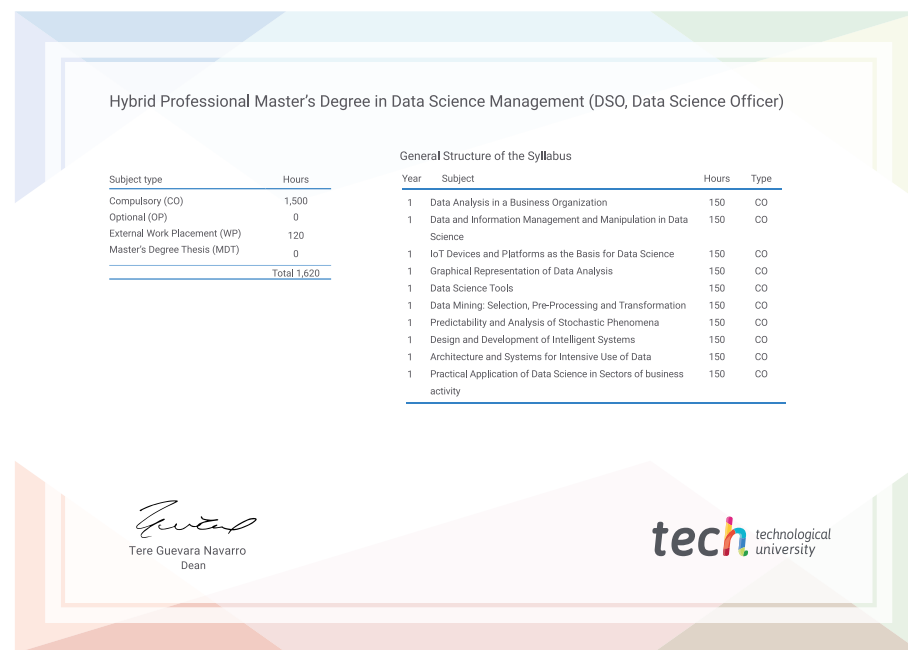 Hybrid Professional Master's Degree in Data Science Management (DSO, Data Science Officer)
Subject type Hours
Compulsory (CO) 1,500
Optional (OP) 0
External Work Placement (WP) 120
Master's Degree Thesis (MDT) 0
Total 1,620
General Structure of the Syllabus
Year Subject Hours Type
1 Data Analysis in a Business Organization 150 CO
1 Data and Information Management and Manipulation in Data 150 CO
Science
1 IoT Devices and Platforms as the Basis for Data Science 150 CO
1 Graphical Representation of Data Analysis 150 CO
1 Data Science Tools 150 CO
1 Data Mining: Selection, Pre-Processing and Transformation 150 CO
1 Predictability and Analysis of Stochastic Phenomena 150 CO
1 Design and Development of Intelligent Systems 150 CO
1 Architecture and Systems for Intensive Use of Data 150 CO
1 Practical Application of Data Science in Sectors of business 150 CO
activity
Tere Guevara Navarro
Dean
tech technological
university